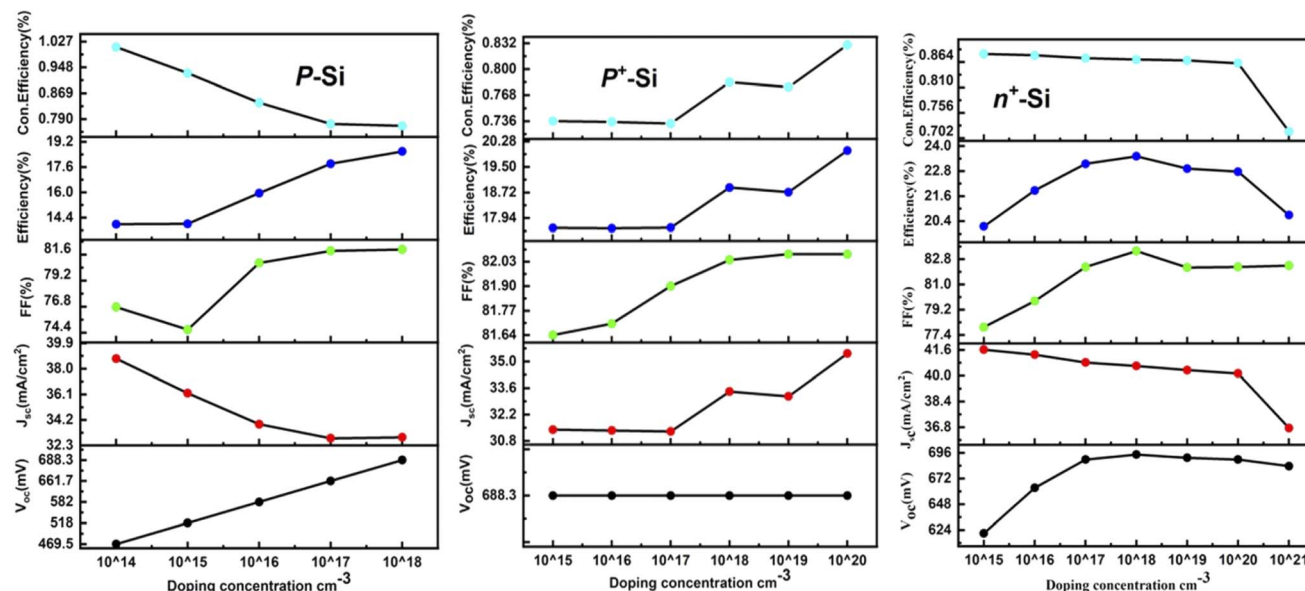 P-Si
Con.Efficiency(%)
1.027
0.948
0.869
0.790
Efficiency(%)
19.2
17.6
16.0
14.4
FF(%)
81.6
79.2
76.8
74.4
Jsc(mA/cm²)
39.9
38.0
36.1
34.2
32.3
Voc(mV)
688.3
661.7
582
518
469.5
10^14 10^15 10^16 10^17 10^18
Doping concentration cm⁻³
P⁺-Si
Con.Efficiency(%)
0.832
0.800
0.768
0.736
Efficiency(%)
20.28
19.50
18.72
17.94
FF(%)
82.03
81.90
81.77
81.64
Jsc(mA/cm²)
35.0
33.6
32.2
30.8
VOC(mV)
688.3
10^15 10^16 10^17 10^18 10^19 10^20
Doping concentration cm⁻³
n⁺-Si
Con.Efficiency(%)
0.864
0.810
0.756
0.702
Efficiency(%)
24.0
22.8
21.6
20.4
FF(%)
82.8
81.0
79.2
77.4
Jsc(mA/cm²)
41.6
40.0
38.4
36.8
VOC(mV)
696
672
648
624
10^15 10^16 10^17 10^18 10^19 10^20 10^21
Doping concentration cm⁻³